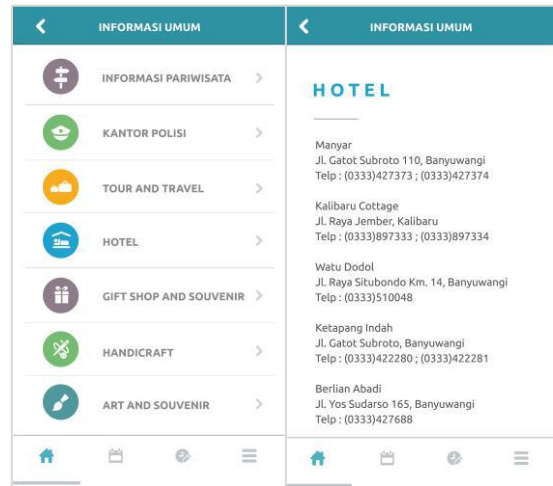 INFORMASI UMUM
INFORMASI PARIWISATA
KANTOR POLISI
TOUR AND TRAVEL
HOTEL
GIFT SHOP AND SOUVENIR
HANDICRAFT
ART AND SOUVENIR
INFORMASI UMUM
HOTEL
Manyar
Jl. Gatot Subroto 110, Banyuwangi
Telp : (0333)427373 ; (0333)427374
Kalibaru Cottage
Jl. Raya Jember, Kalibaru
Telp : (0333)897333 ; (0333)897334
Watu Dodol
Jl. Raya Situbondo Km. 14, Banyuwangi
Telp : (0333)510048
Ketapang Indah
Jl. Gatot Subroto, Banyuwangi
Telp : (0333)422280 ; (0333)422281
Berlian Abadi
Jl. Yos Sudarso 165, Banyuwangi
Telp : (0333)427688